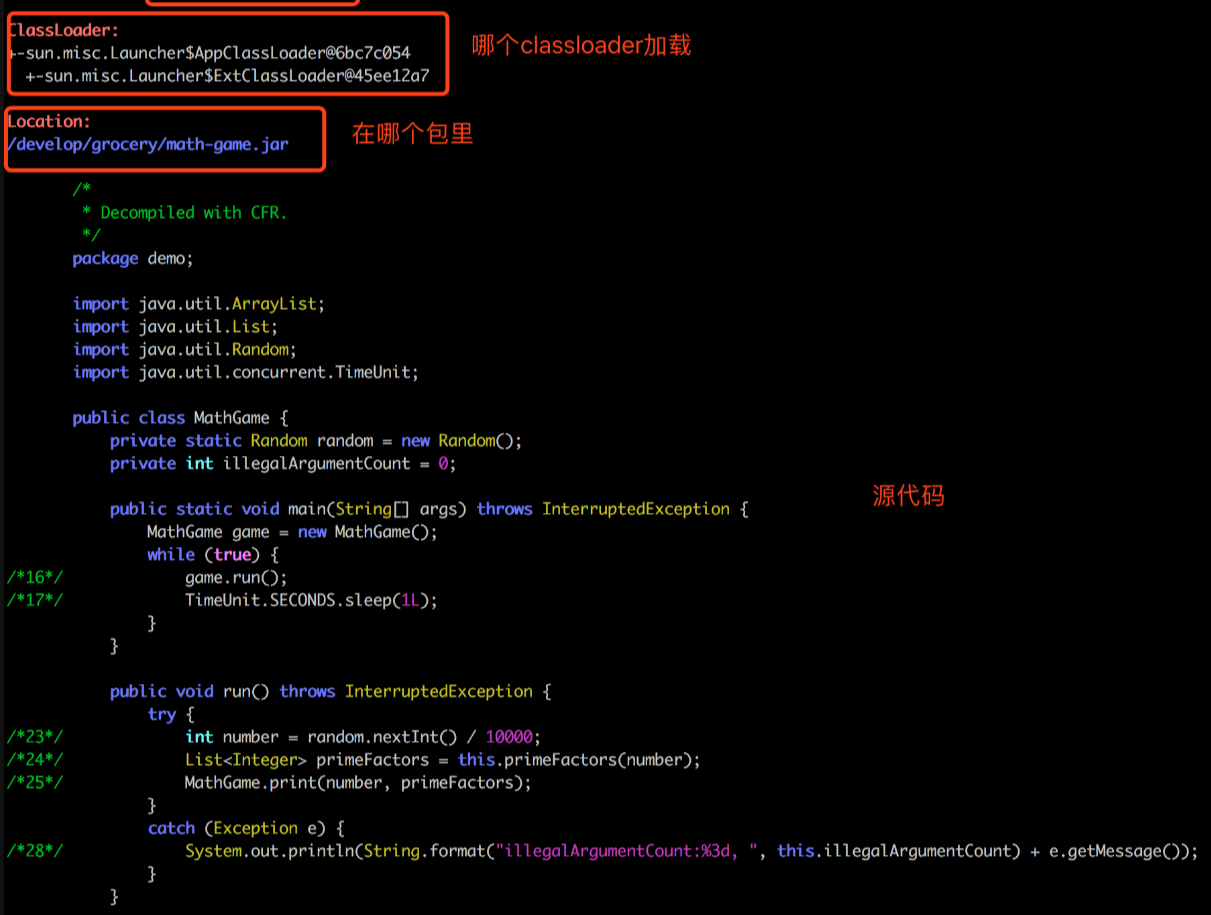 ClassLoader:
+-sun.misc.Launcher$AppClassLoader@6bc7c054
  +-sun.misc.Launcher$ExtClassLoader@45ee12a7
哪个classloader加载
Location:
/develop/grocery/math-game.jar
在哪个包里
       /*
        * Decompiled with CFR.
        */
       package demo;

       import java.util.ArrayList;
       import java.util.List;
       import java.util.Random;
       import java.util.concurrent.TimeUnit;

       public class MathGame {
           private static Random random = new Random();
           private int illegalArgumentCount = 0;
源代码
           public static void main(String[] args) throws InterruptedException {
               MathGame game = new MathGame();
               while (true) {
/*16*/             game.run();
/*17*/             TimeUnit.SECONDS.sleep(1L);
               }
           }

           public void run() throws InterruptedException {
               try {
/*23*/             int number = random.nextInt() / 10000;
/*24*/             List<Integer> primeFactors = this.primeFactors(number);
/*25*/             MathGame.print(number, primeFactors);
               }
               catch (Exception e) {
/*28*/             System.out.println(String.format("illegalArgumentCount:%3d, ", this.illegalArgumentCount) + e.getMessage());
               }
           }